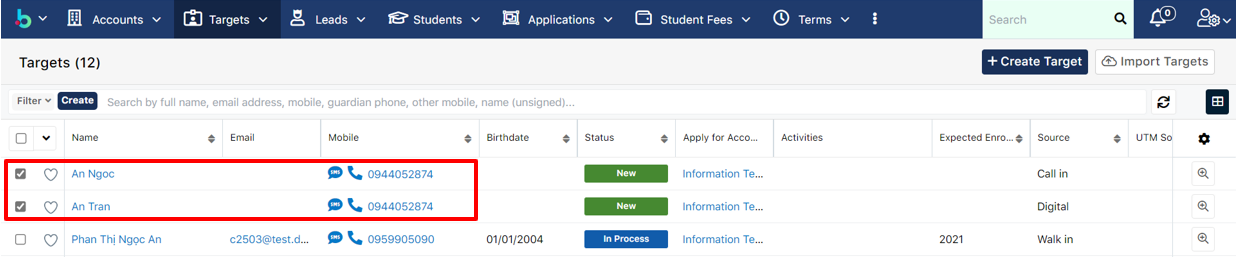 Accounts Targets Leads Students Applications Student Fees Terms Search 0
Targets (12) + Create Target Import Targets
Filter Create Search by full name, email address, mobile, guardian phone, other mobile, name (unsigned)...
Name Email Mobile Birthdate Status Apply for Acco... Activities Expected Enro... Source UTM So
An Ngoc SMS 0944052874 New Information Te... Call in
An Tran SMS 0944052874 New Information Te... Digital
Phan Thị Ngọc An c2503@test.d... SMS 0959905090 01/01/2004 In Process Information Te... 2021 Walk in